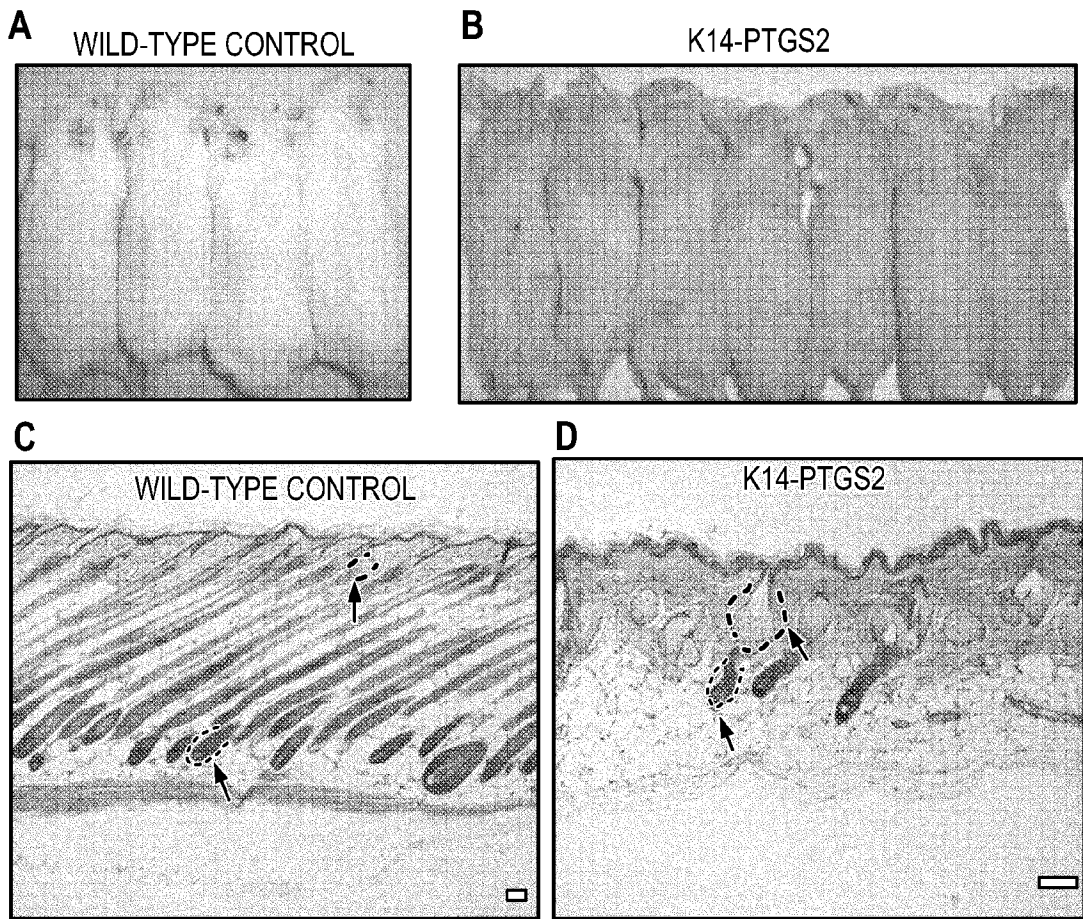 A
WILD-TYPE CONTROL
B
K14-PTGS2
C
WILD-TYPE CONTROL
D
K14-PTGS2